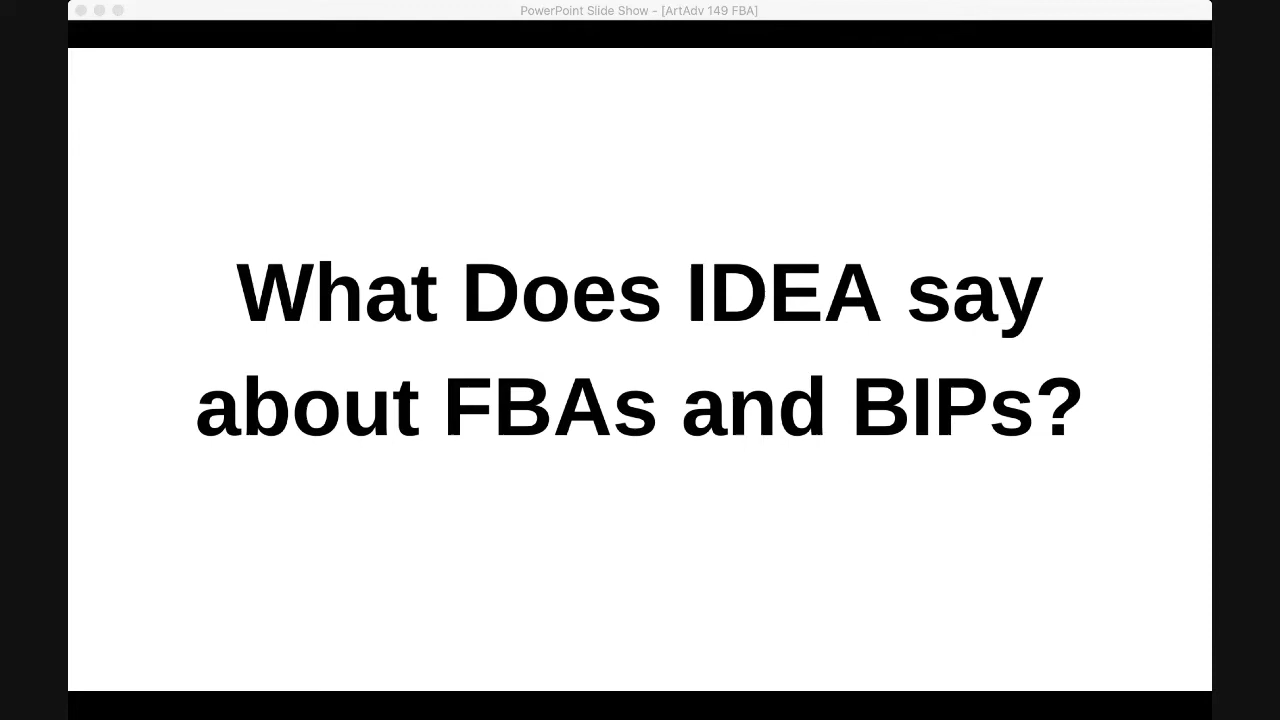 PowerPoint Slide Show - [ArtAdv 149 FBA]
What Does IDEA say
about FBAs and BIPs?